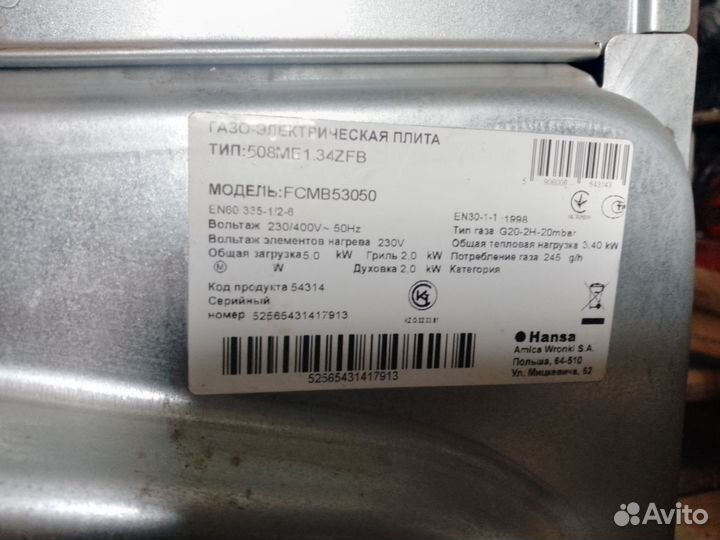 ГАЗО-ЭЛЕКТРИЧЕСКАЯ ПЛИТА
ТИП:508ME1.34ZFB
5 906006 543143
МОДЕЛЬ:FCMB53050
EN60 335-1/2-6
Вольтаж 230/400V~ 50Hz
Вольтаж элементов нагрева 230V
Общая загрузка 5.0 kW Гриль 2,0 kW
W Духовка 2,0 kW
EN30-1-1 :1998
Тип газа G20-2H-20mbar
Общая тепловая нагрузка 3,40 kW
Потребление газа 245 g/h
Категория
Код продукта 54314
Серийный
номер 52565431417913
52565431417913
Hansa
Amica Wronki S.A.
Польша, 64-510
Ул. Мицкевича, 52
Avito